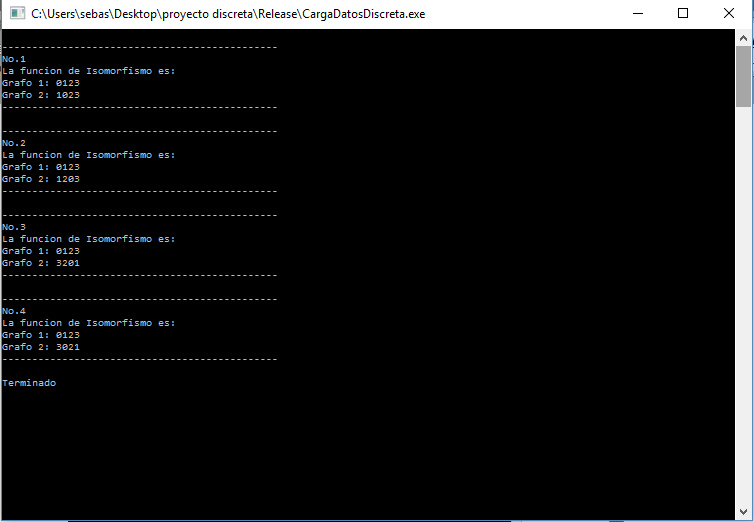 C:\Users\sebas\Desktop\proyecto discreta\Release\CargaDatosDiscreta.exe
----------------------------------------------
No.1
La funcion de Isomorfismo es:
Grafo 1: 0123
Grafo 2: 1023
----------------------------------------------
----------------------------------------------
No.2
La funcion de Isomorfismo es:
Grafo 1: 0123
Grafo 2: 1203
----------------------------------------------
----------------------------------------------
No.3
La funcion de Isomorfismo es:
Grafo 1: 0123
Grafo 2: 3201
----------------------------------------------
----------------------------------------------
No.4
La funcion de Isomorfismo es:
Grafo 1: 0123
Grafo 2: 3021
----------------------------------------------
Terminado